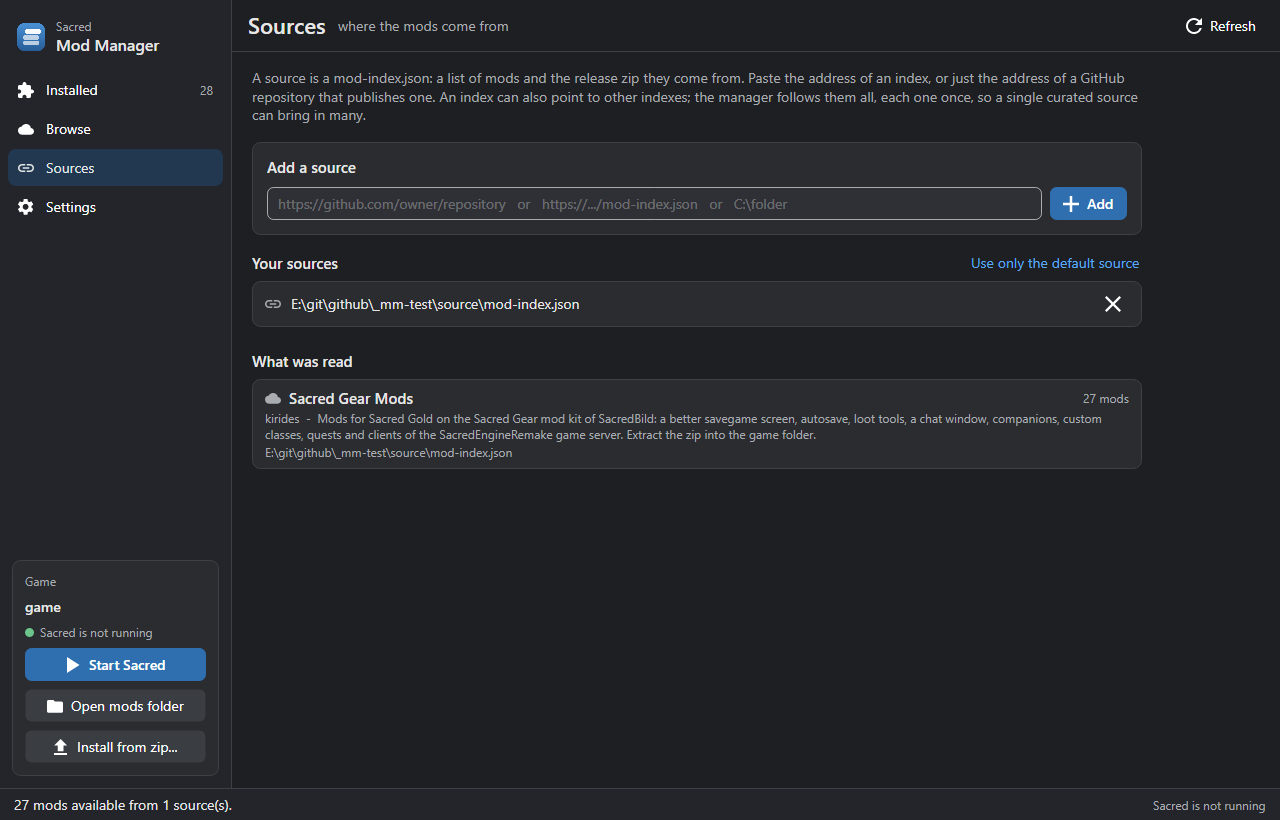 Sacred
Mod Manager
Installed 28
Browse
Sources
Settings
Game
game
Sacred is not running
Start Sacred
Open mods folder
Install from zip...
Sources where the mods come from
Refresh
A source is a mod-index.json: a list of mods and the release zip they come from. Paste the address of an index, or just the address of a GitHub
repository that publishes one. An index can also point to other indexes; the manager follows them all, each one once, so a single curated source
can bring in many.
Add a source
https://github.com/owner/repository or https://.../mod-index.json or C:\folder
Add
Your sources
Use only the default source
E:\git\github\_mm-test\source\mod-index.json
What was read
Sacred Gear Mods
27 mods
kirides - Mods for Sacred Gold on the Sacred Gear mod kit of SacredBild: a better savegame screen, autosave, loot tools, a chat window, companions, custom
classes, quests and clients of the SacredEngineRemake game server. Extract the zip into the game folder.
E:\git\github\_mm-test\source\mod-index.json
27 mods available from 1 source(s).
Sacred is not running